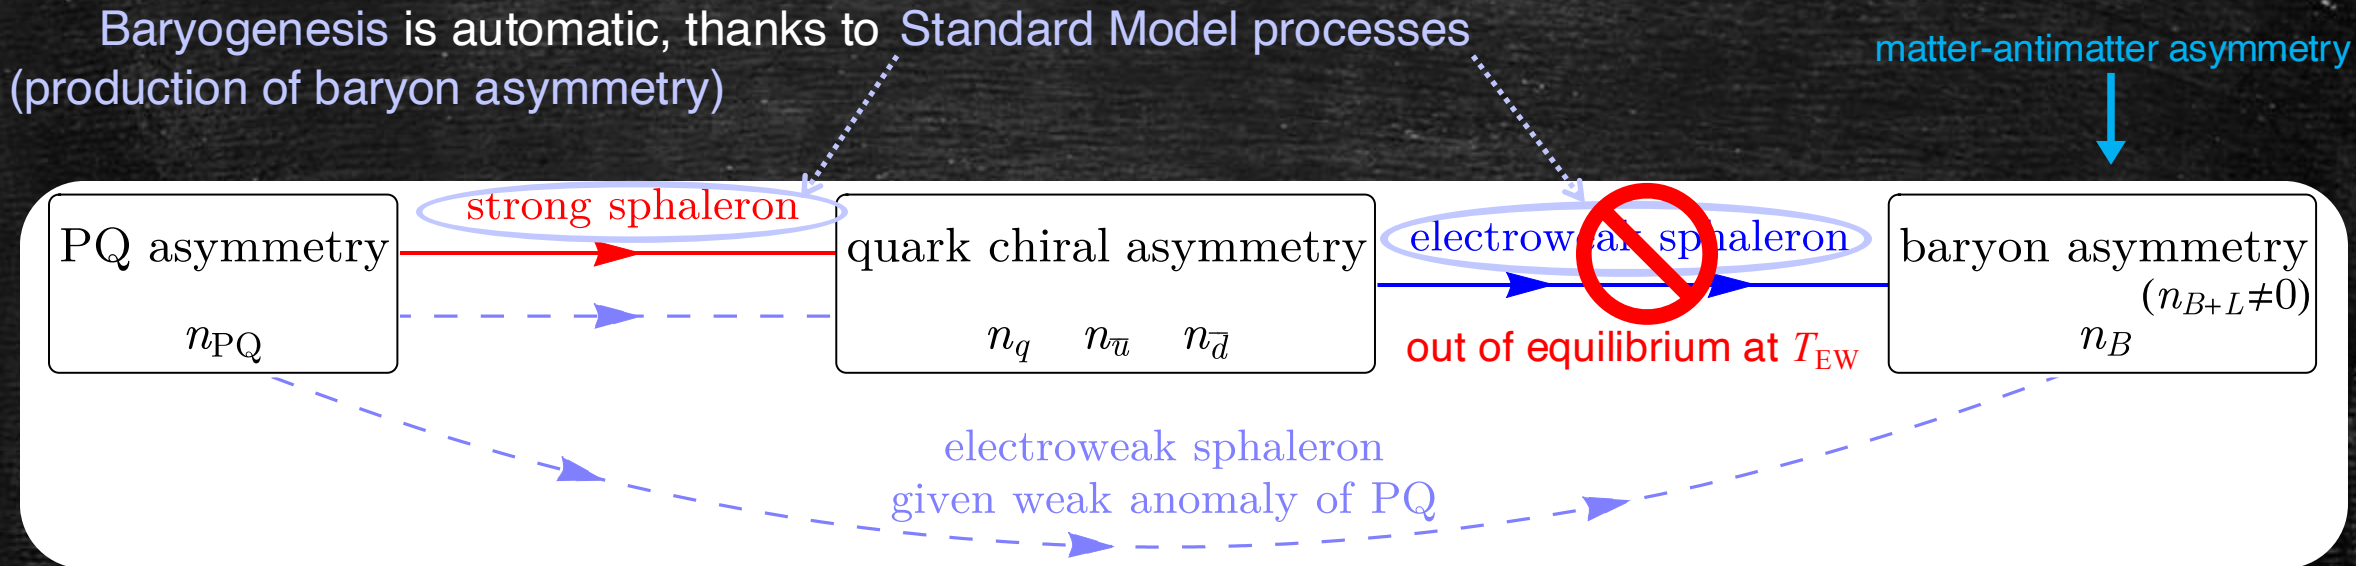 Baryogenesis is automatic, thanks to Standard Model processes
(production of baryon asymmetry)
matter-antimatter asymmetry
strong sphaleron
PQ asymmetry
n_PQ
quark chiral asymmetry
n_q n_ū n_d̄
electroweak sphaleron
out of equilibrium at T_EW
baryon asymmetry
(n_{B+L}≠0)
n_B
electroweak sphaleron
given weak anomaly of PQ